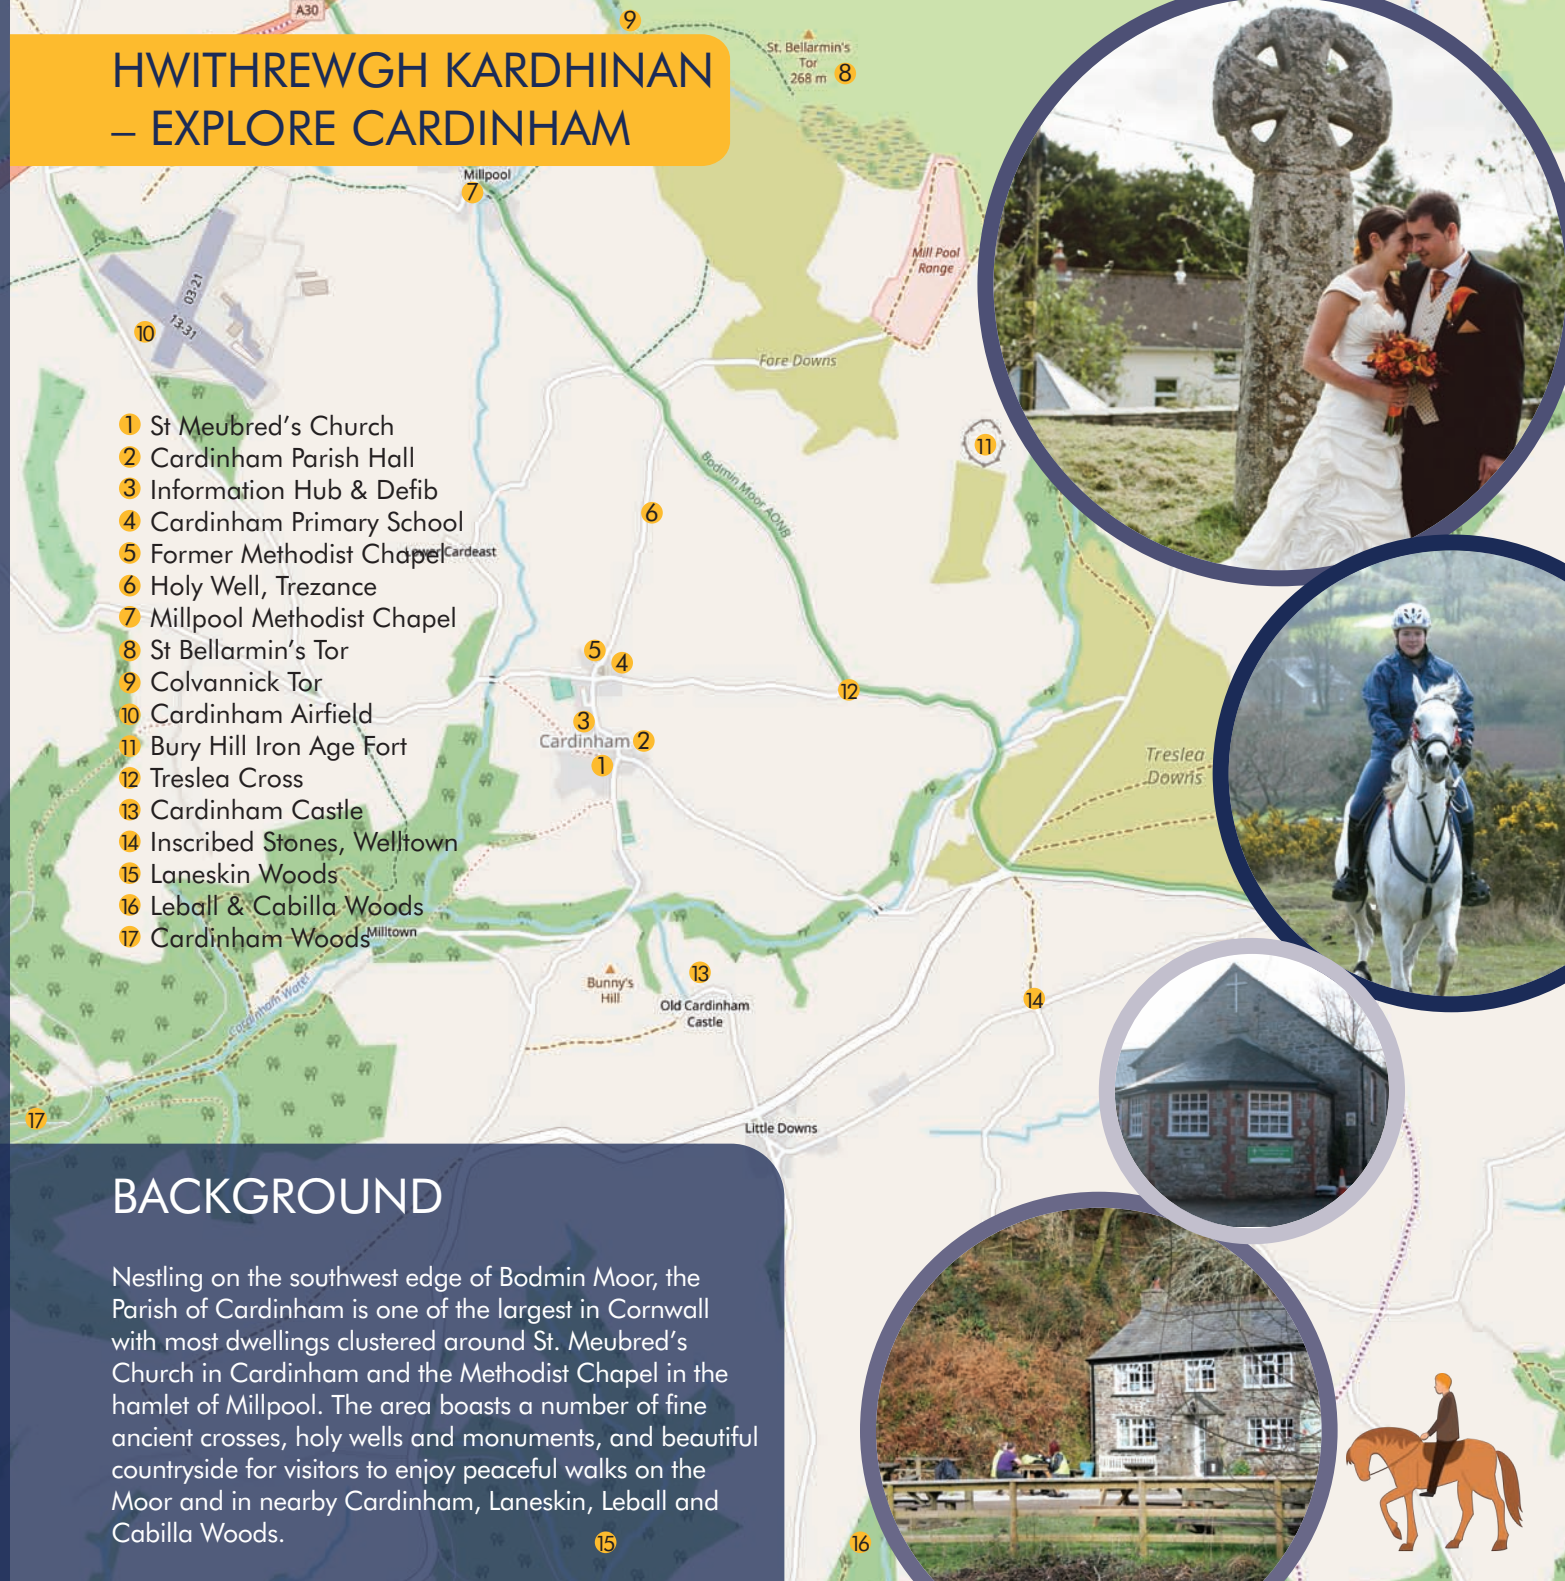 A30
9
St. Bellarmin's
Tor
268 m
8
HWITHREWGH KARDHINAN
– EXPLORE CARDINHAM
Millpool
7
Mill Pool
Range
03-21
13-31
10
Fore Downs
11
Bodmin Moor AONB
6
1 St Meubred's Church
2 Cardinham Parish Hall
3 Information Hub & Defib
4 Cardinham Primary School
5 Former Methodist Chapel
6 Holy Well, Trezance
7 Millpool Methodist Chapel
8 St Bellarmin's Tor
9 Colvannick Tor
10 Cardinham Airfield
11 Bury Hill Iron Age Fort
12 Treslea Cross
13 Cardinham Castle
14 Inscribed Stones, Welltown
15 Laneskin Woods
16 Leball & Cabilla Woods
17 Cardinham Woods
Lower Cardeast
5
4
12
3
Cardinham
2
1
Treslea
Downs
Milltown
Cardinham Water
Bunny's
Hill
13
Old Cardinham
Castle
14
17
Little Downs
BACKGROUND
Nestling on the southwest edge of Bodmin Moor, the
Parish of Cardinham is one of the largest in Cornwall
with most dwellings clustered around St. Meubred's
Church in Cardinham and the Methodist Chapel in the
hamlet of Millpool. The area boasts a number of fine
ancient crosses, holy wells and monuments, and beautiful
countryside for visitors to enjoy peaceful walks on the
Moor and in nearby Cardinham, Laneskin, Leball and
Cabilla Woods.
15
16